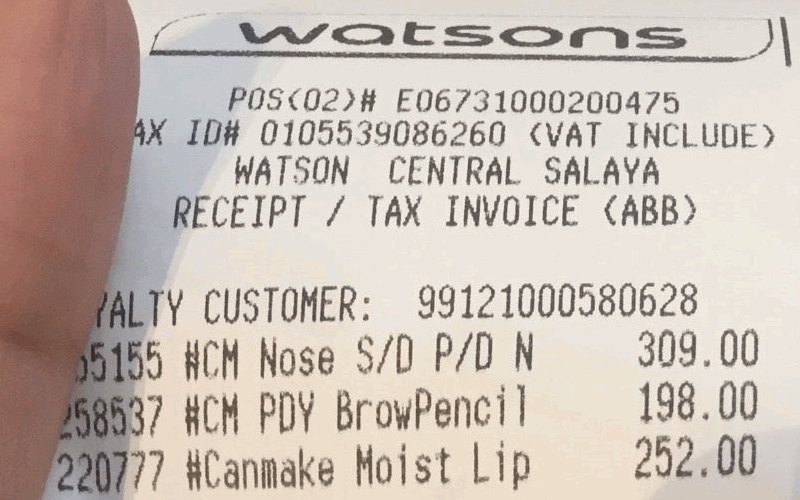 watsons
POS(02)# E06731000200475
AX ID# 0105539086260 (VAT INCLUDE)
WATSON CENTRAL SALAYA
RECEIPT / TAX INVOICE (ABB)
YALTY CUSTOMER: 99121000580628
55155 #CM Nose S/D P/D N 309.00
258537 #CM PDY BrowPencil 198.00
220777 #Canmake Moist Lip 252.00